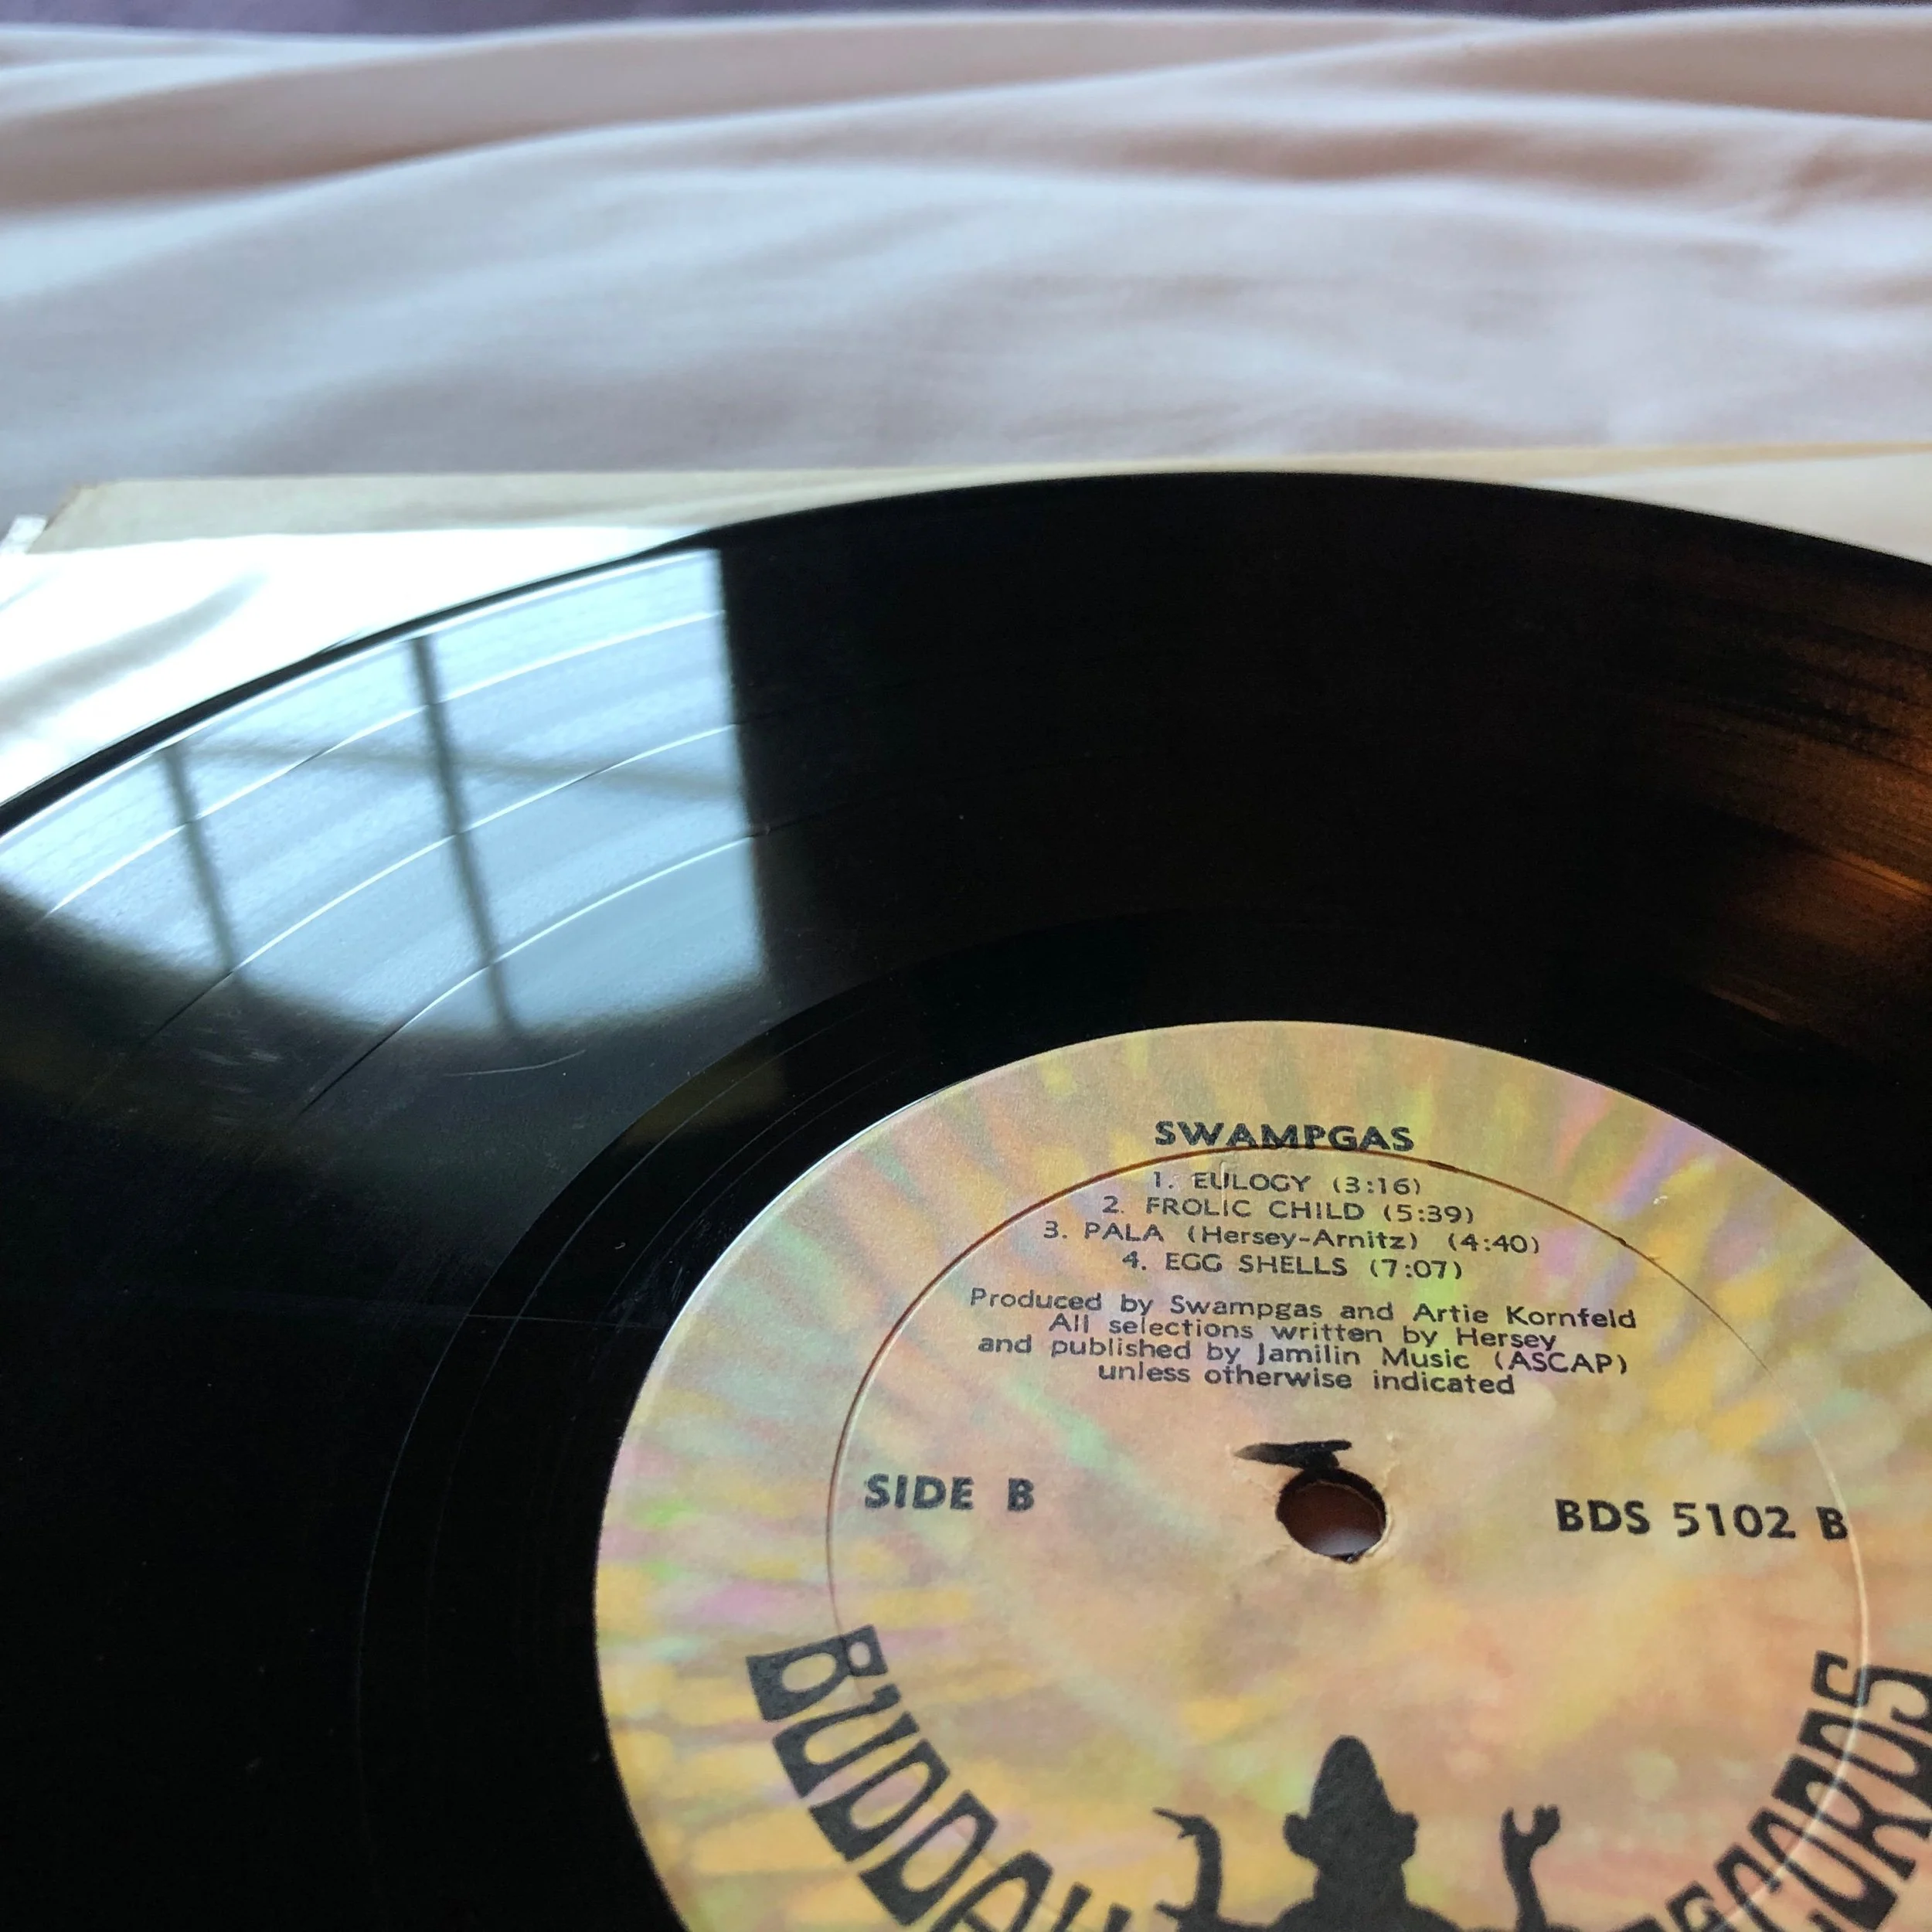 SWAMPGAS
1. EULOGY (3:16)
2. FROLIC CHILD (5:39)
3. PALA (Hersey-Arnitz) (4:40)
4. EGG SHELLS (7:07)
Produced by Swampgas and Artie Kornfeld
All selections written by Hersey
and published by Jamilin Music (ASCAP)
unless otherwise indicated
SIDE B
BDS 5102 B
BUDDAH RECORDS